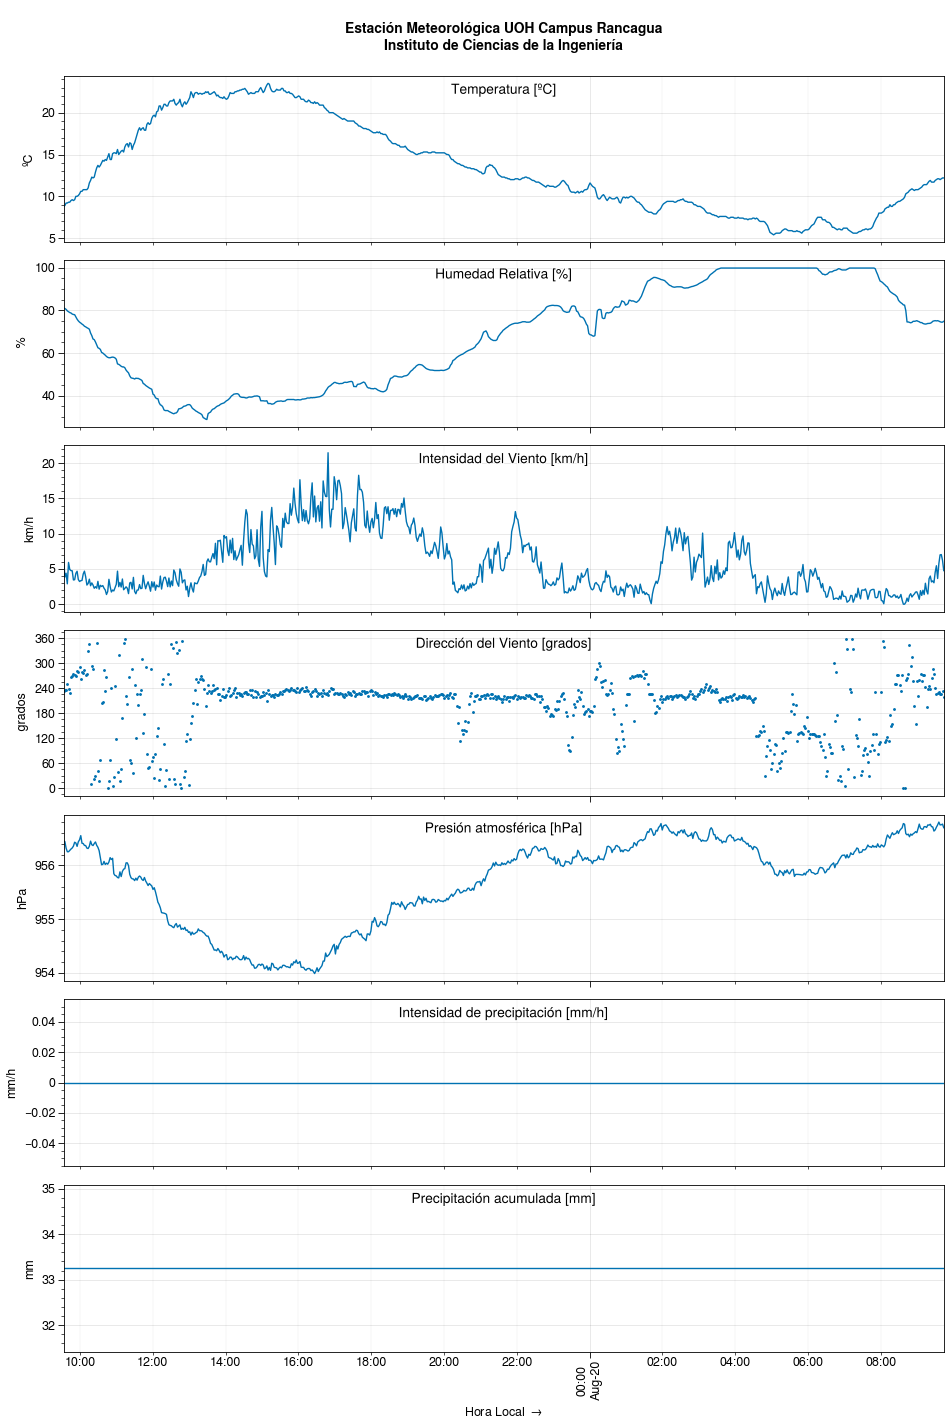 Estación Meteorológica UOH Campus Rancagua
Instituto de Ciencias de la Ingeniería
Temperatura [ºC]
ºC
20
15
10
5
Humedad Relativa [%]
%
100
80
60
40
Intensidad del Viento [km/h]
km/h
20
15
10
5
0
Dirección del Viento [grados]
grados
360
300
240
180
120
60
0
Presión atmosférica [hPa]
hPa
956
955
954
Intensidad de precipitación [mm/h]
mm/h
0.04
0.02
0
−0.02
−0.04
Precipitación acumulada [mm]
mm
35
34
33
32
10:00 12:00 14:00 16:00 18:00 20:00 22:00 00:00 02:00 04:00 06:00 08:00
Aug-20
Hora Local →